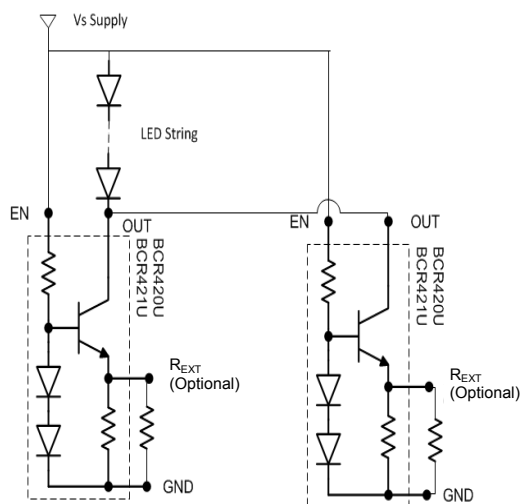 Vs Supply
LED String
EN
OUT
EN
OUT
BCR420U
BCR421U
BCR420U
BCR421U
REXT
(Optional)
REXT
(Optional)
GND
GND